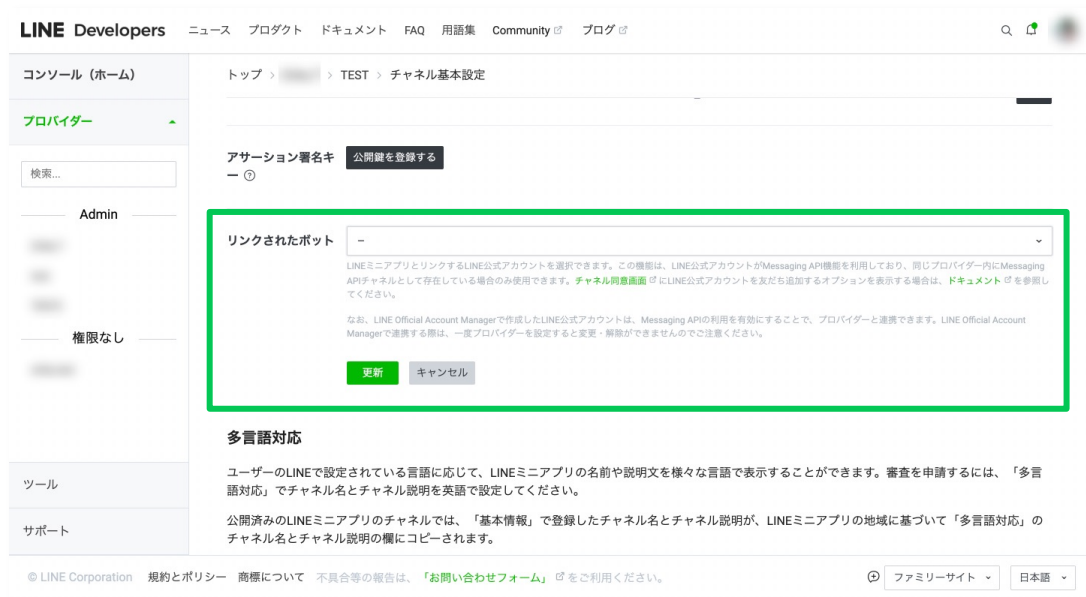 LINE Developers ニュース プロダクト ドキュメント FAQ 用語集 Community ブログ
コンソール（ホーム）
トップ > > TEST > チャネル基本設定
プロバイダー
検索...
Admin
権限なし
ツール
サポート
アサーション署名キー 公開鍵を登録する
リンクされたボット –
LINEミニアプリとリンクするLINE公式アカウントを選択できます。この機能は、LINE公式アカウントがMessaging API機能を利用しており、同じプロバイダー内にMessaging
APIチャネルとして存在している場合のみ使用できます。チャネル同意画面にLINE公式アカウントを友だち追加するオプションを表示する場合は、ドキュメントを参照し
てください。
なお、LINE Official Account Managerで作成したLINE公式アカウントは、Messaging APIの利用を有効にすることで、プロバイダーと連携できます。LINE Official Account
Managerで連携する際は、一度プロバイダーを設定すると変更・解除ができませんのでご注意ください。
更新 キャンセル
多言語対応
ユーザーのLINEで設定されている言語に応じて、LINEミニアプリの名前や説明文を様々な言語で表示することができます。審査を申請するには、「多言
語対応」でチャネル名とチャネル説明を英語で設定してください。
公開済みのLINEミニアプリのチャネルでは、「基本情報」で登録したチャネル名とチャネル説明が、LINEミニアプリの地域に基づいて「多言語対応」の
チャネル名とチャネル説明の欄にコピーされます。
© LINE Corporation 規約とポリシー 商標について 不具合等の報告は、「お問い合わせフォーム」をご利用ください。 ファミリーサイト 日本語